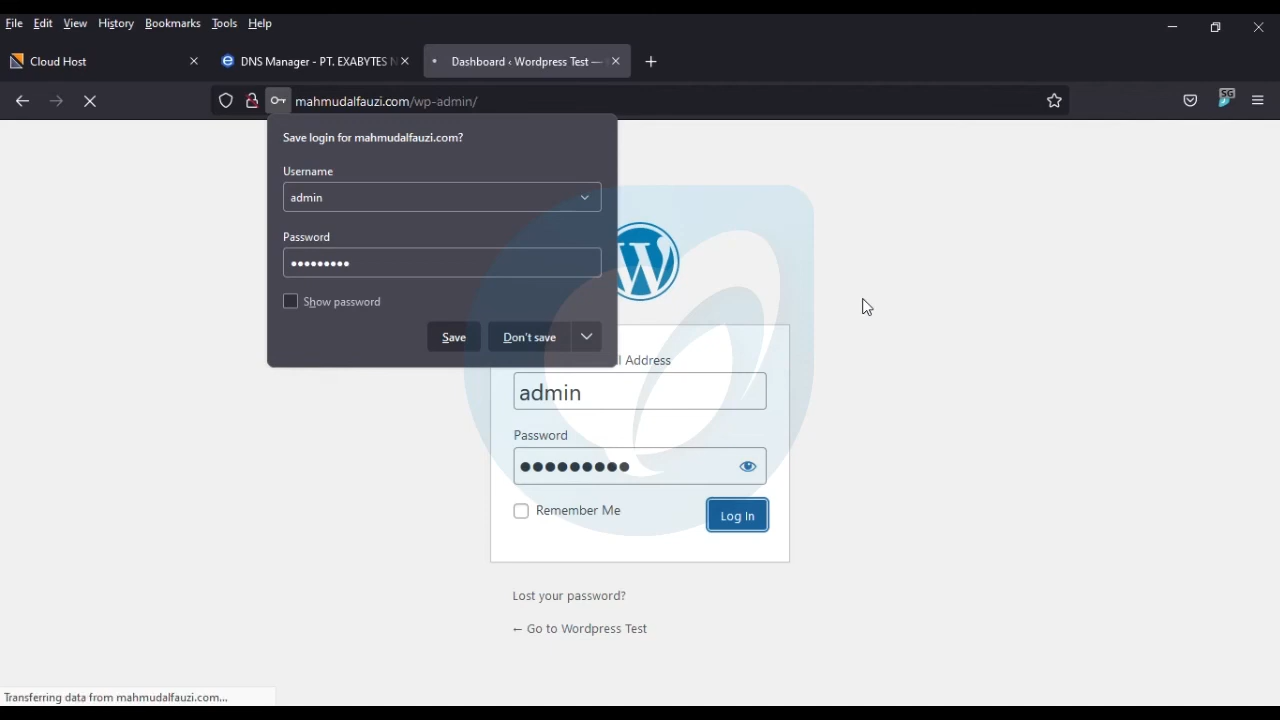 File Edit View History Bookmarks Tools Help
Cloud Host
DNS Manager - PT. EXABYTES N
Dashboard ‹ Wordpress Test —
SG
mahmudalfauzi.com/wp-admin/
Save login for mahmudalfauzi.com?
Username
admin
Password
•••••••••
Show password
Save Don't save
l Address
admin
Password
●●●●●●●●●
Remember Me
Log In
Lost your password?
← Go to Wordpress Test
Transferring data from mahmudalfauzi.com...